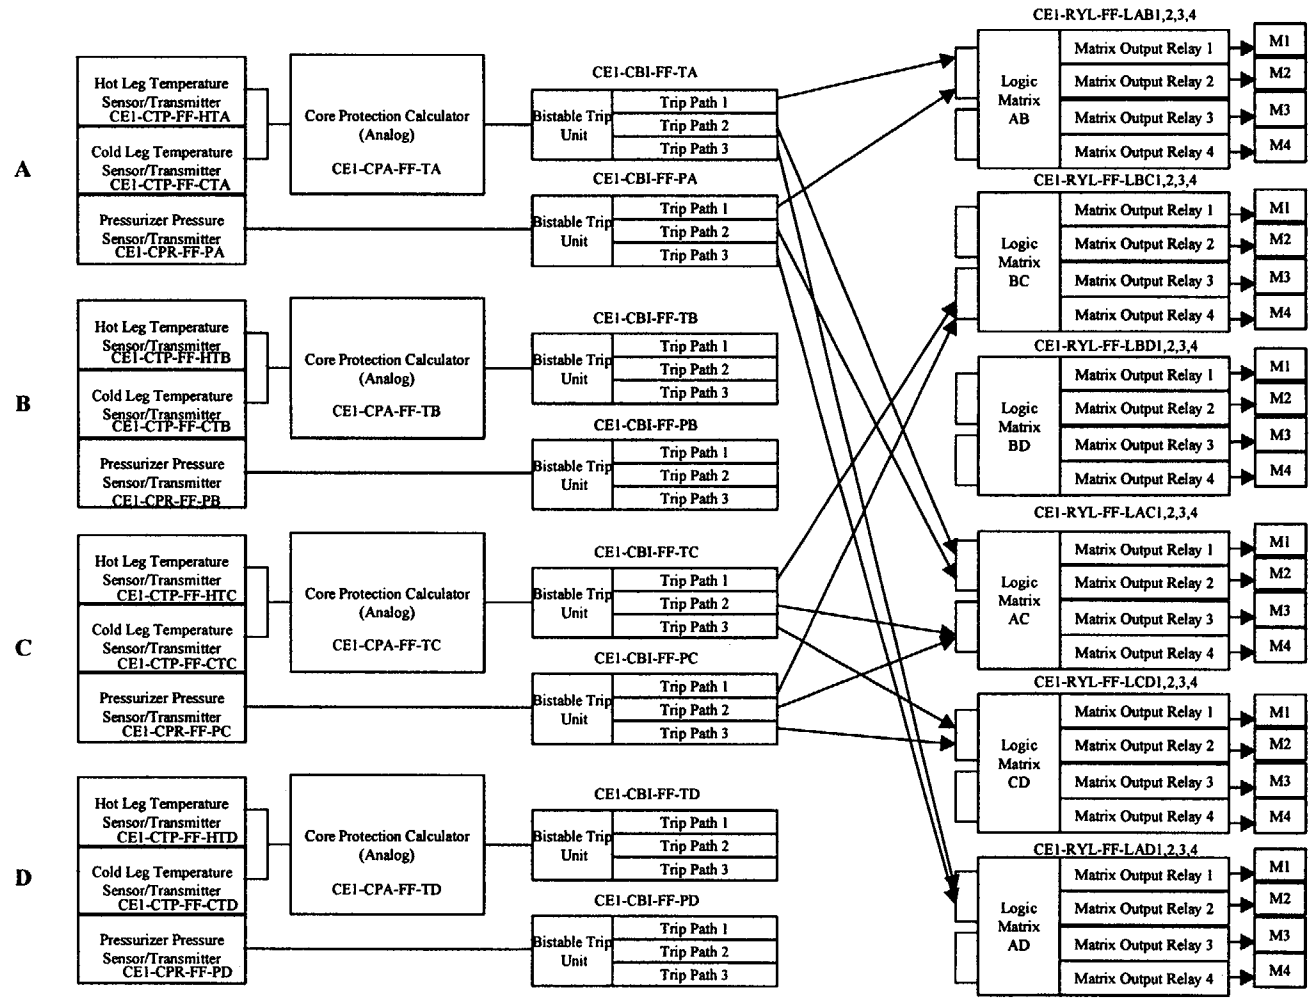 A
Hot Leg Temperature
Sensor/Transmitter
CE1-CTP-FF-HTA
Cold Leg Temperature
Sensor/Transmitter
CE1-CTP-FF-CTA
Pressurizer Pressure
Sensor/Transmitter
CE1-CPR-FF-PA
Core Protection Calculator
(Analog)
CE1-CPA-FF-TA
CE1-CBI-FF-TA
Bistable Trip
Unit
Trip Path 1
Trip Path 2
Trip Path 3
CE1-CBI-FF-PA
Bistable Trip
Unit
Trip Path 1
Trip Path 2
Trip Path 3
B
Hot Leg Temperature
Sensor/Transmitter
CE1-CTP-FF-HTB
Cold Leg Temperature
Sensor/Transmitter
CE1-CTP-FF-CTB
Pressurizer Pressure
Sensor/Transmitter
CE1-CPR-FF-PB
Core Protection Calculator
(Analog)
CE1-CPA-FF-TB
CE1-CBI-FF-TB
Bistable Trip
Unit
Trip Path 1
Trip Path 2
Trip Path 3
CE1-CBI-FF-PB
Bistable Trip
Unit
Trip Path 1
Trip Path 2
Trip Path 3
C
Hot Leg Temperature
Sensor/Transmitter
CE1-CTP-FF-HTC
Cold Leg Temperature
Sensor/Transmitter
CE1-CTP-FF-CTC
Pressurizer Pressure
Sensor/Transmitter
CE1-CPR-FF-PC
Core Protection Calculator
(Analog)
CE1-CPA-FF-TC
CE1-CBI-FF-TC
Bistable Trip
Unit
Trip Path 1
Trip Path 2
Trip Path 3
CE1-CBI-FF-PC
Bistable Trip
Unit
Trip Path 1
Trip Path 2
Trip Path 3
D
Hot Leg Temperature
Sensor/Transmitter
CE1-CTP-FF-HTD
Cold Leg Temperature
Sensor/Transmitter
CE1-CTP-FF-CTD
Pressurizer Pressure
Sensor/Transmitter
CE1-CPR-FF-PD
Core Protection Calculator
(Analog)
CE1-CPA-FF-TD
CE1-CBI-FF-TD
Bistable Trip
Unit
Trip Path 1
Trip Path 2
Trip Path 3
CE1-CBI-FF-PD
Bistable Trip
Unit
Trip Path 1
Trip Path 2
Trip Path 3
CE1-RYL-FF-LAB1,2,3,4
Logic
Matrix
AB
Matrix Output Relay 1
Matrix Output Relay 2
Matrix Output Relay 3
Matrix Output Relay 4
M1
M2
M3
M4
CE1-RYL-FF-LBC1,2,3,4
Logic
Matrix
BC
Matrix Output Relay 1
Matrix Output Relay 2
Matrix Output Relay 3
Matrix Output Relay 4
M1
M2
M3
M4
CE1-RYL-FF-LBD1,2,3,4
Logic
Matrix
BD
Matrix Output Relay 1
Matrix Output Relay 2
Matrix Output Relay 3
Matrix Output Relay 4
M1
M2
M3
M4
CE1-RYL-FF-LAC1,2,3,4
Logic
Matrix
AC
Matrix Output Relay 1
Matrix Output Relay 2
Matrix Output Relay 3
Matrix Output Relay 4
M1
M2
M3
M4
CE1-RYL-FF-LCD1,2,3,4
Logic
Matrix
CD
Matrix Output Relay 1
Matrix Output Relay 2
Matrix Output Relay 3
Matrix Output Relay 4
M1
M2
M3
M4
CE1-RYL-FF-LAD1,2,3,4
Logic
Matrix
AD
Matrix Output Relay 1
Matrix Output Relay 2
Matrix Output Relay 3
Matrix Output Relay 4
M1
M2
M3
M4